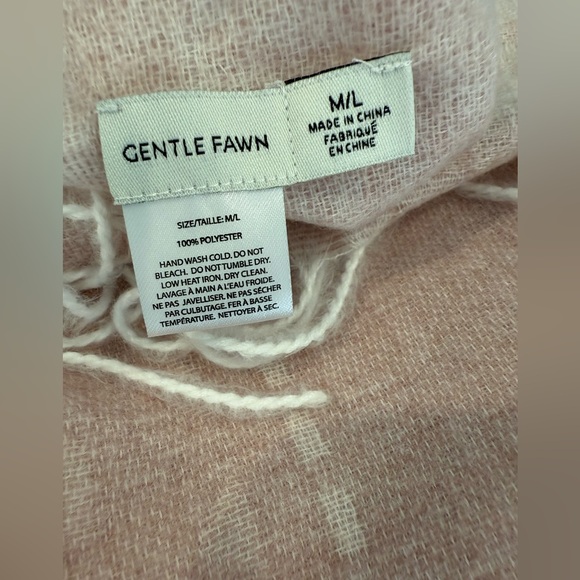 GENTLE FAWN
M/L
MADE IN CHINA
FABRIQUÉ
EN CHINE
SIZE/TAILLE: M/L
100% POLYESTER
HAND WASH COLD. DO NOT
BLEACH. DO NOT TUMBLE DRY.
LOW HEAT IRON. DRY CLEAN.
LAVAGE À MAIN A L'EAU FROIDE.
NE PAS JAVELLISER. NE PAS SÉCHER
PAR CULBUTAGE. FER À BASSE
TEMPÉRATURE. NETTOYER À SEC.